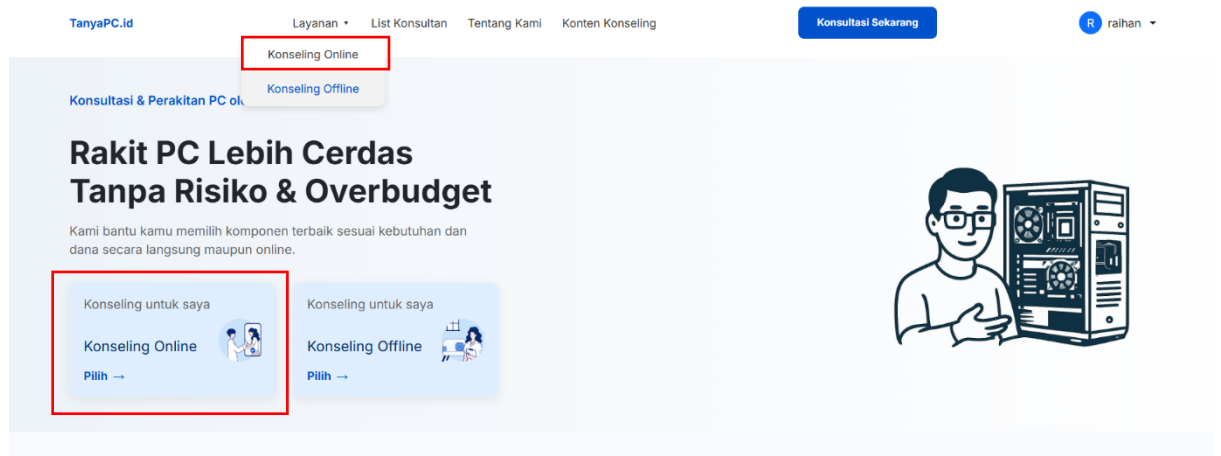 TanyaPC.id
Layanan
List Konsultan
Tentang Kami
Konten Konseling
Konsultasi Sekarang
R raihan
Konseling Online
Konseling Offline
Konsultasi & Perakitan PC
Rakit PC Lebih Cerdas
Tanpa Risiko & Overbudget
Kami bantu kamu memilih komponen terbaik sesuai kebutuhan dan
dana secara langsung maupun online.
Konseling untuk saya
Konseling Online
Pilih →
Konseling untuk saya
Konseling Offline
Pilih →